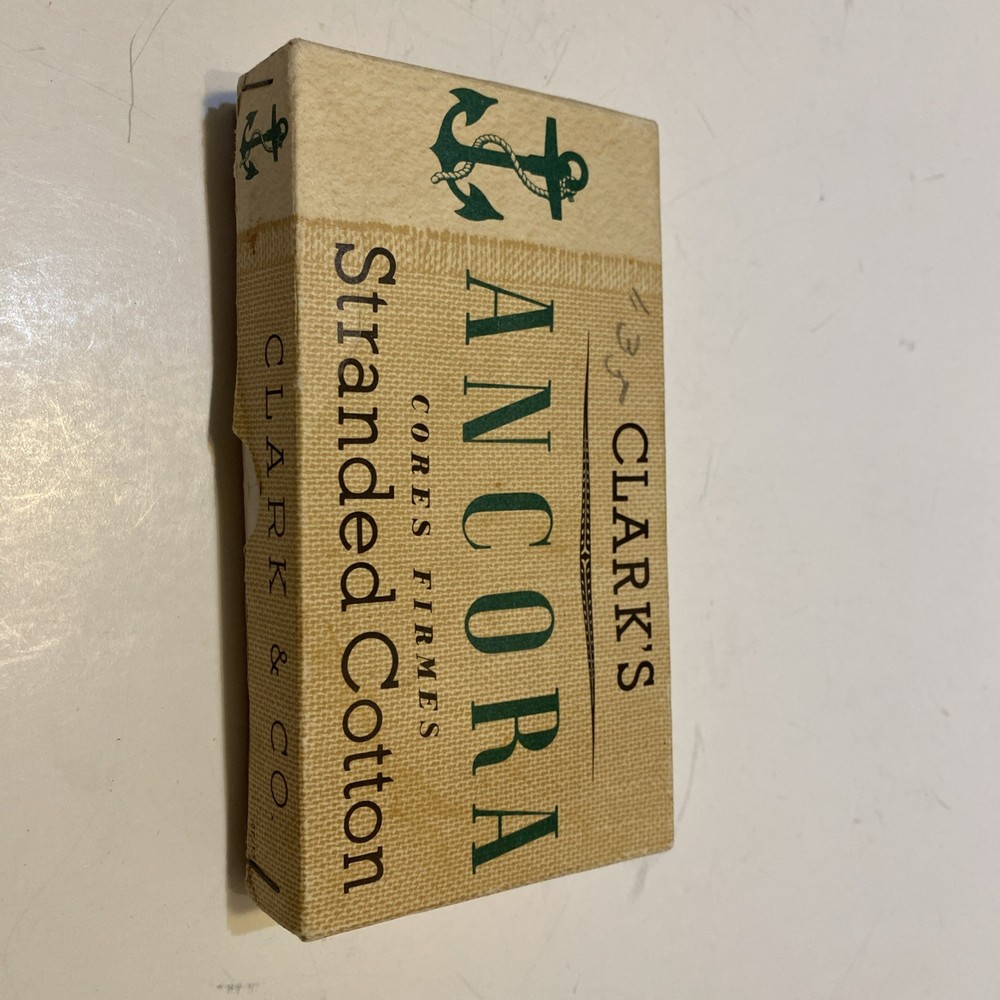 CLARK'S
ANCORA
CORES FIRMES
Stranded Cotton
CLARK & CO.